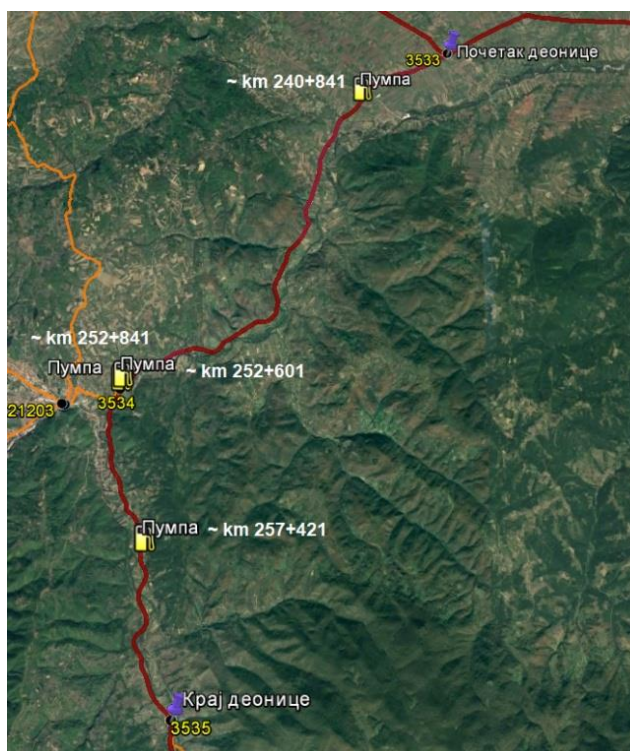 3533
Почетак деонице
~ km 240+841
Пумпа
~ km 252+841
Пумпа
Пумпа
~ km 252+601
21203
3534
Пумпа
~ km 257+421
Крај деонице
3535